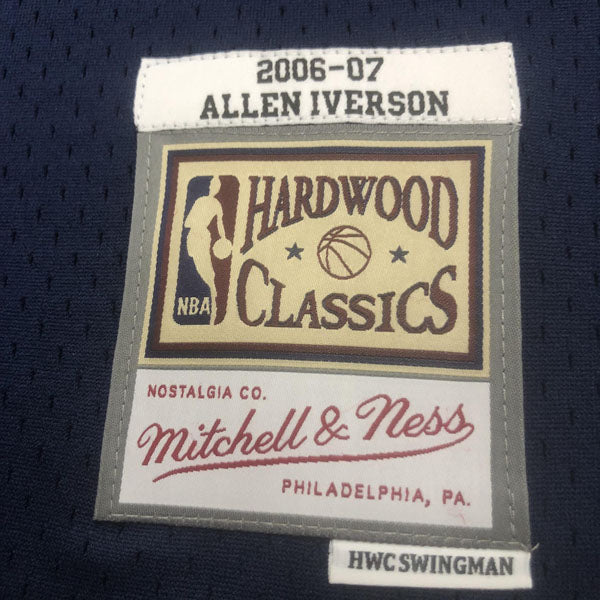 2006-07
ALLEN IVERSON
HARDWOOD
CLASSICS
NBA
NOSTALGIA CO.
Mitchell & Ness
PHILADELPHIA, PA.
HWC SWINGMAN